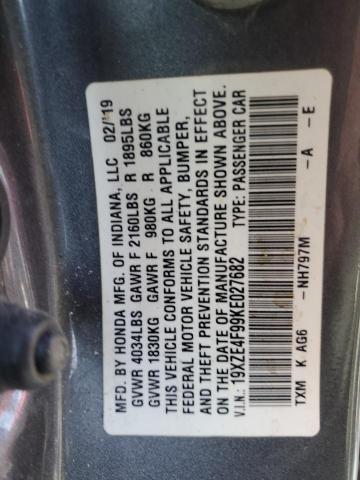 MFD. BY HONDA MFG. OF INDIANA, LLC 02/'19
GVWR 4034LBS GAWR F 2160LBS R 1895LBS
GVWR 1830KG GAWR F 980KG R 860KG
THIS VEHICLE CONFORMS TO ALL APPLICABLE
FEDERAL MOTOR VEHICLE SAFETY, BUMPER,
AND THEFT PREVENTION STANDARDS IN EFFECT
ON THE DATE OF MANUFACTURE SHOWN ABOVE.
V.I.N.: 19XZE4F99KE027682 TYPE: PASSENGER CAR
TXM K AG6 -NH797M -A -E